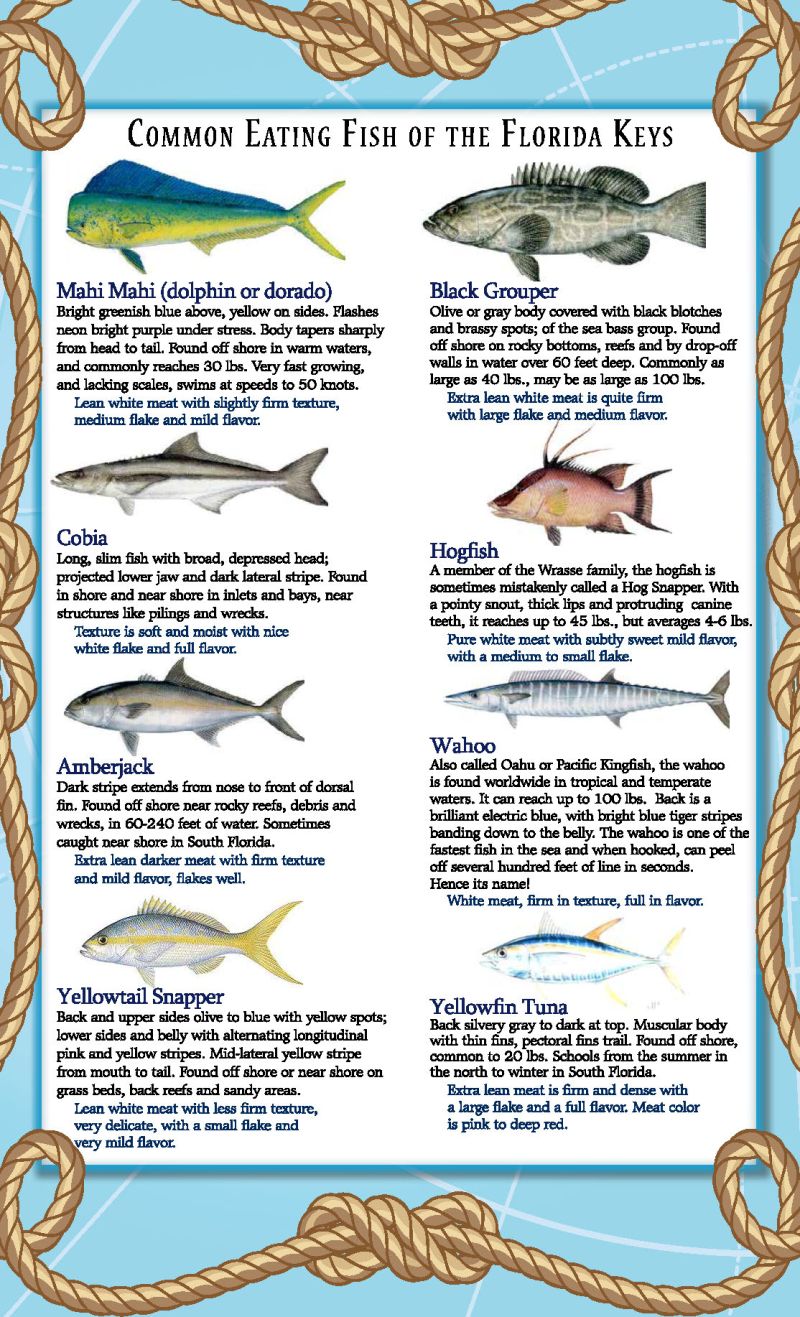 COMMON EATING FISH OF THE FLORIDA KEYS
Mahi Mahi (dolphin or dorado)
Bright greenish blue above, yellow on sides. Flashes
neon bright purple under stress. Body tapers sharply
from head to tail. Found off shore in warm waters,
and commonly reaches 30 lbs. Very fast growing,
and lacking scales, swims at speeds to 50 knots.
Lean white meat with slightly firm texture,
medium flake and mild flavor.
Cobia
Long, slim fish with broad, depressed head;
projected lower jaw and dark lateral stripe. Found
in shore and near shore in inlets and bays, near
structures like pilings and wrecks.
Texture is soft and moist with nice
white flake and full flavor.
Amberjack
Dark stripe extends from nose to front of dorsal
fin. Found off shore near rocky reefs, debris and
wrecks, in 60-240 feet of water. Sometimes
caught near shore in South Florida.
Extra lean darker meat with firm texture
and mild flavor, flakes well.
Yellowtail Snapper
Back and upper sides olive to blue with yellow spots;
lower sides and belly with alternating longitudinal
pink and yellow stripes. Mid-lateral yellow stripe
from mouth to tail. Found off shore or near shore on
grass beds, back reefs and sandy areas.
Lean white meat with less firm texture,
very delicate, with a small flake and
very mild flavor.
Black Grouper
Olive or gray body covered with black blotches
and brassy spots; of the sea bass group. Found
off shore on rocky bottoms, reefs and by drop-off
walls in water over 60 feet deep. Commonly as
large as 40 lbs., may be as large as 100 lbs.
Extra lean white meat is quite firm
with large flake and medium flavor.
Hogfish
A member of the Wrasse family, the hogfish is
sometimes mistakenly called a Hog Snapper. With
a pointy snout, thick lips and protruding canine
teeth, it reaches up to 45 lbs., but averages 4-6 lbs.
Pure white meat with subtly sweet mild flavor,
with a medium to small flake.
Wahoo
Also called Oahu or Pacific Kingfish, the wahoo
is found worldwide in tropical and temperate
waters. It can reach up to 100 lbs. Back is a
brilliant electric blue, with bright blue tiger stripes
banding down to the belly. The wahoo is one of the
fastest fish in the sea and when hooked, can peel
off several hundred feet of line in seconds.
Hence its name!
White meat, firm in texture, full in flavor.
Yellowfin Tuna
Back silvery gray to dark at top. Muscular body
with thin fins, pectoral fins trail. Found off shore,
common to 20 lbs. Schools from the summer in
the north to winter in South Florida.
Extra lean meat is firm and dense with
a large flake and a full flavor. Meat color
is pink to deep red.